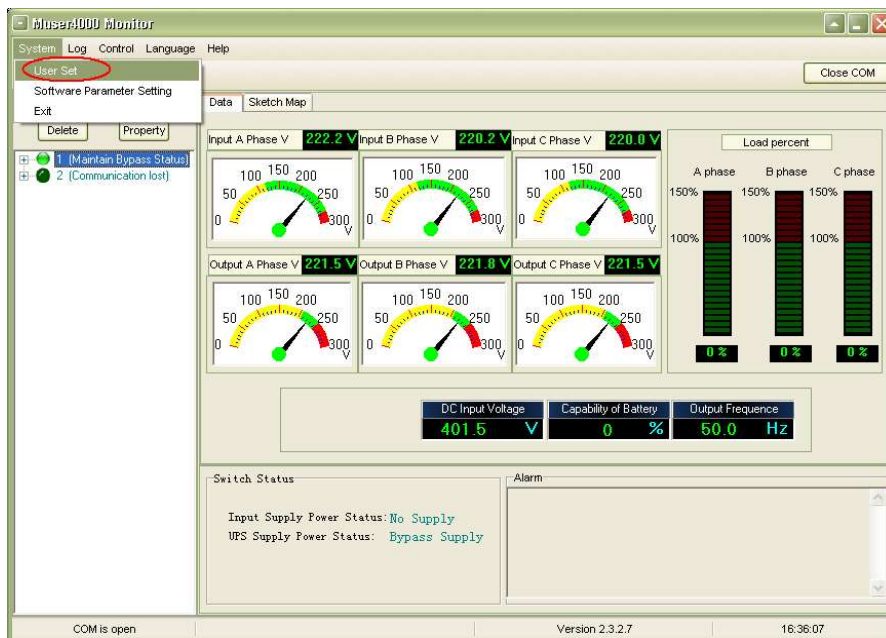 Muser4000 Monitor
System Log Control Language Help
User Set
Software Parameter Setting
Exit
Close COM
Delete Property
1 (Maintain Bypass Status)
2 (Communication lost)
Data Sketch Map
Input A Phase V 222.2 V Input B Phase V 220.2 V Input C Phase V 220.0 V
0 50 100 150 200 250 300 V
0 50 100 150 200 250 300 V
0 50 100 150 200 250 300 V
Output A Phase V 221.5 V Output B Phase V 221.8 V Output C Phase V 221.5 V
0 50 100 150 200 250 300 V
0 50 100 150 200 250 300 V
0 50 100 150 200 250 300 V
Load percent
A phase B phase C phase
150% 150% 150%
100% 100% 100%
0 % 0 % 0 %
DC Input Voltage Capability of Battery Output Frequence
401.5 V 0 % 50.0 Hz
Switch Status
Input Supply Power Status: No Supply
UPS Supply Power Status: Bypass Supply
Alarm
COM is open Version 2.3.2.7 16:36:07